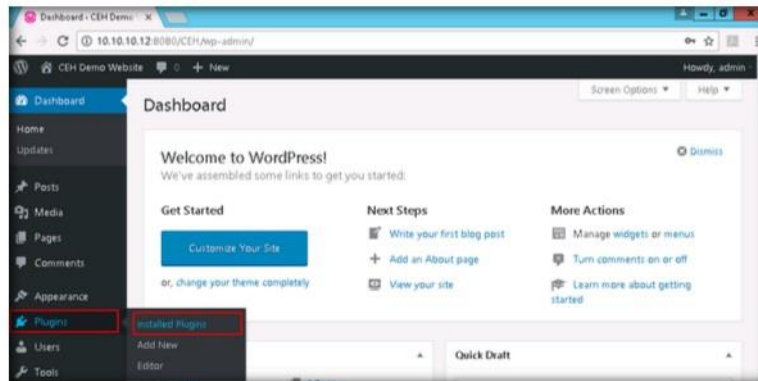 Dashboard ‹ CEH Demo
10.10.10.12:8080/CEH/wp-admin/
CEH Demo Website 0 + New Howdy, admin
Dashboard
Home
Updates
Posts
Media
Pages
Comments
Appearance
Plugins
Users
Tools
Installed Plugins
Add New
Editor
Screen Options Help
Dashboard
Welcome to WordPress!
We've assembled some links to get you started:
Dismiss
Get Started
Customize Your Site
or, change your theme completely
Next Steps
Write your first blog post
Add an About page
View your site
More Actions
Manage widgets or menus
Turn comments on or off
Learn more about getting
started
Quick Draft